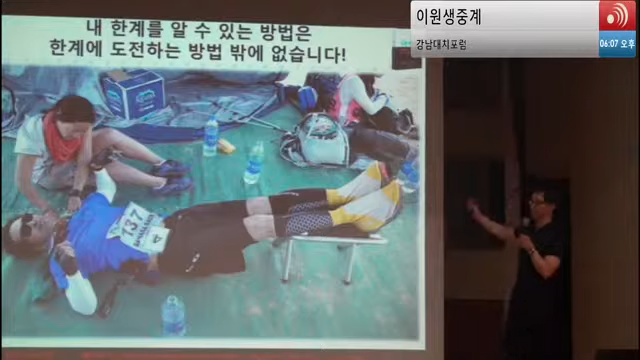 내 한계를 알 수 있는 방법은
한계에 도전하는 방법 밖에 없습니다!
이원생중계
강남대치포럼
06:07 오후
137